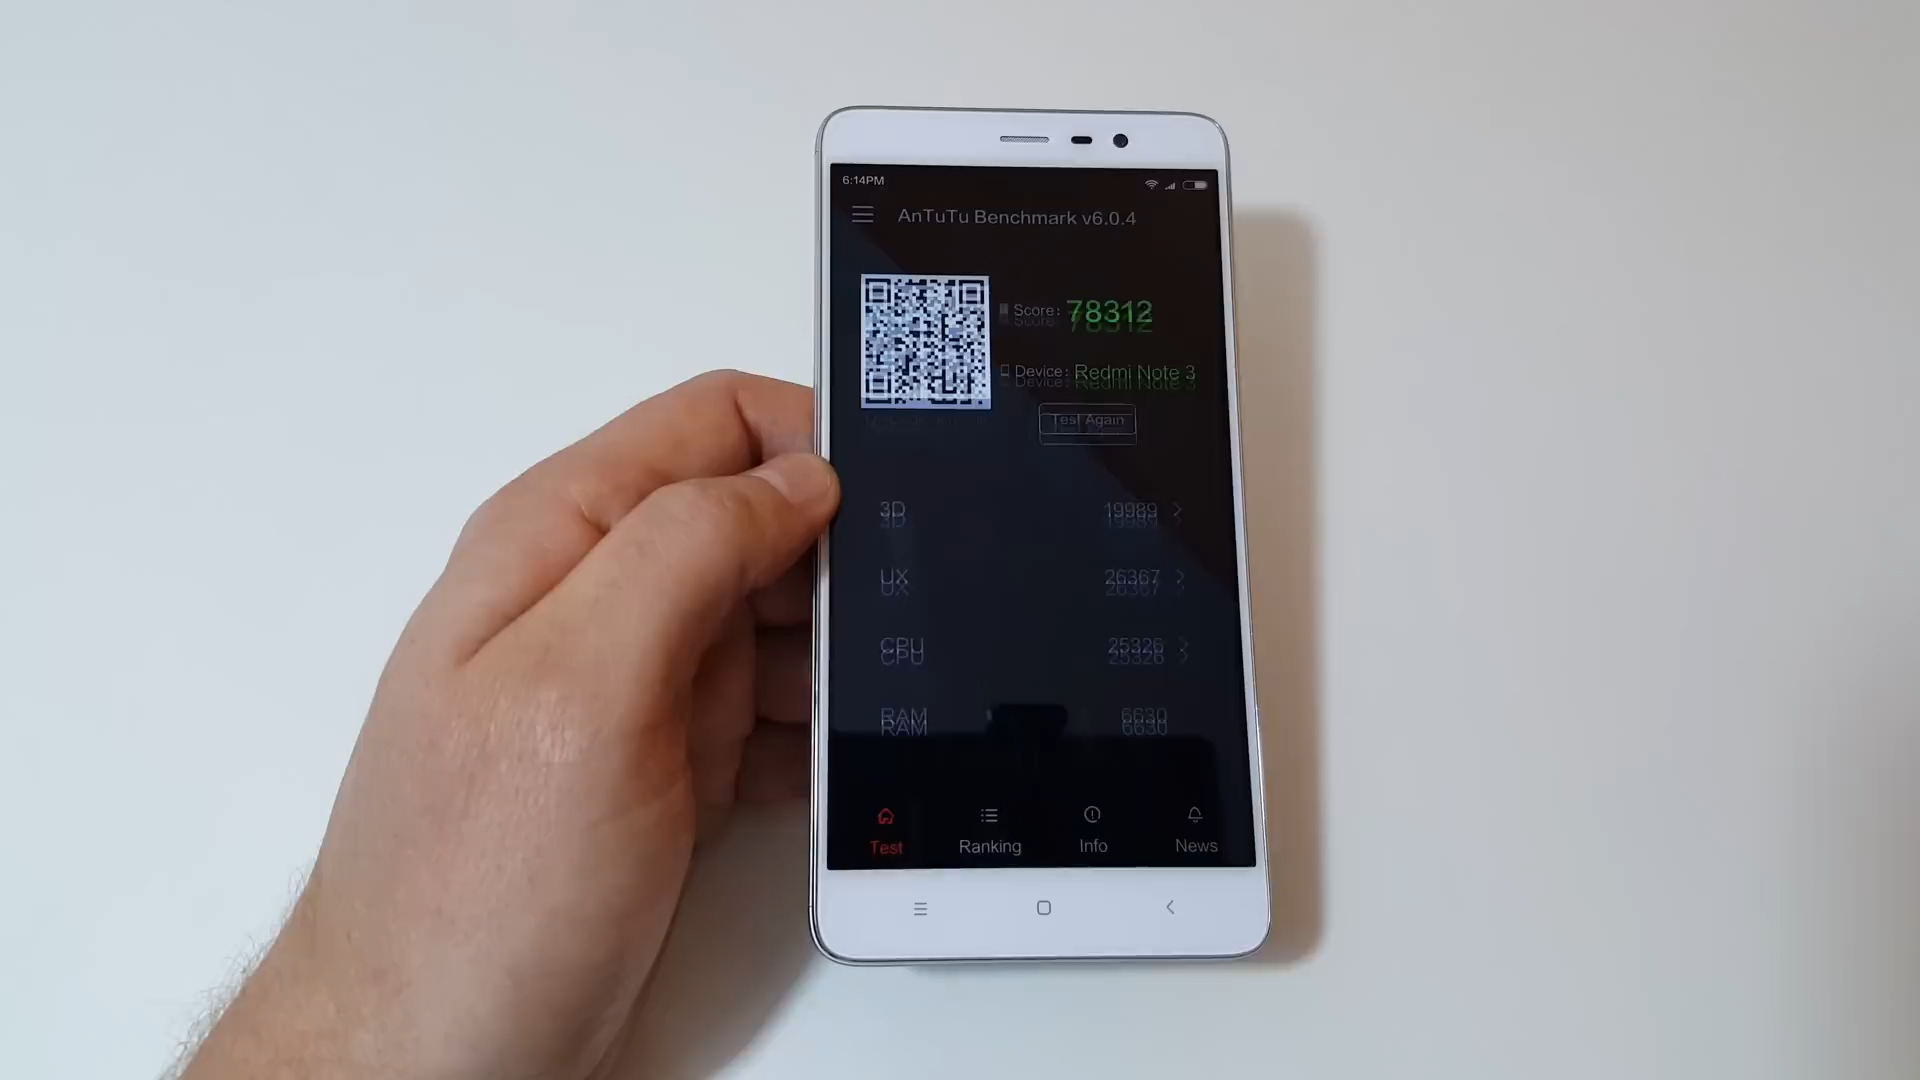 6:14PM
AnTuTu Benchmark v6.0.4
Score: 78312
Device: Redmi Note 3
Test Again
3D 19989
UX 26367
CPU 25326
RAM 6630
Test Ranking Info News